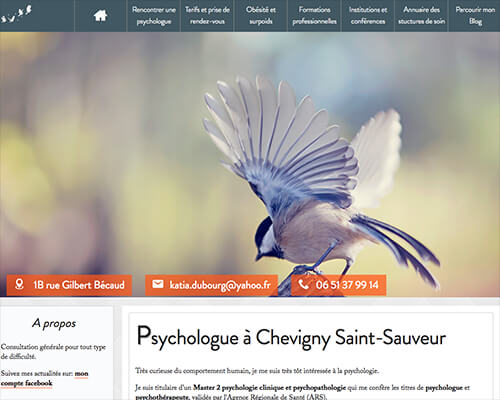 Rencontrer une
psychologue
Tarifs et prise de
rendez-vous
Obésité et
surpoids
Formations
professionnelles
Institutions et
conférences
Annuaire des
stuctures de soin
Parcourir mon
Blog
1B rue Gilbert Bécaud
katia.dubourg@yahoo.fr
06 51 37 99 14
A propos
Consultation générale pour tout type
de difficulté.
Suivez mes actualités sur: mon
compte facebook
Psychologue à Chevigny Saint-Sauveur
Très curieuse du comportement humain, je me suis très tôt intéressée à la psychologie.
Je suis titulaire d'un Master 2 psychologie clinique et psychopathologie qui me confère les titres de psychologue et
psychothérapeute, validés par l'Agence Régionale de Santé (ARS).